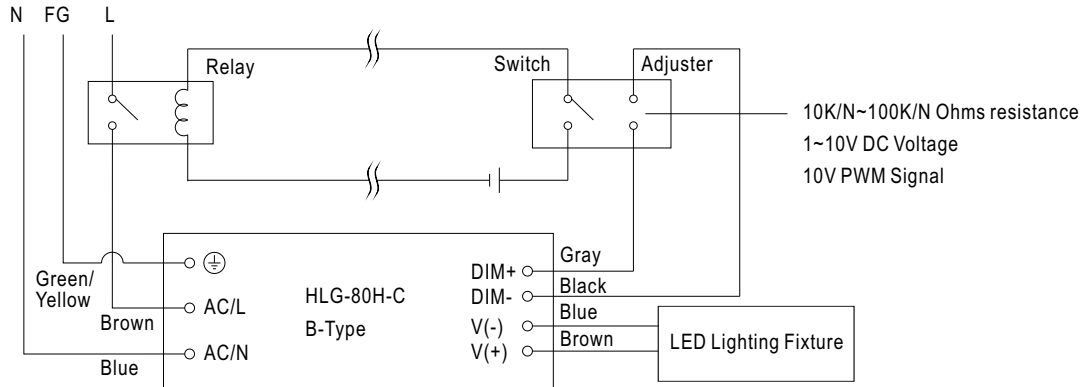 N FG L
Relay
Switch
Adjuster
10K/N~100K/N Ohms resistance
1~10V DC Voltage
10V PWM Signal
Green/
Yellow
Brown
Blue
AC/L
AC/N
HLG-80H-C
B-Type
DIM+
DIM-
V(-)
V(+)
Gray
Black
Blue
Brown
LED Lighting Fixture